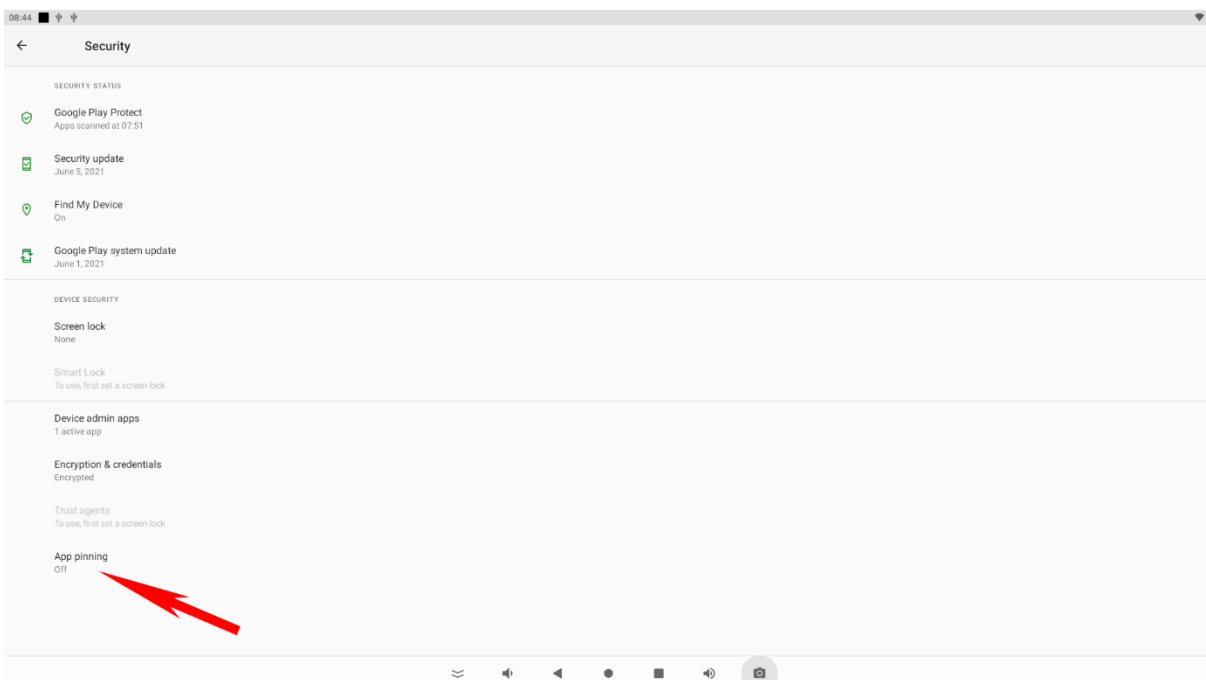 08:44
Security
SECURITY STATUS
Google Play Protect
Apps scanned at 07:51
Security update
June 5, 2021
Find My Device
On
Google Play system update
June 1, 2021
DEVICE SECURITY
Screen lock
None
Smart Lock
To use, first set a screen lock
Device admin apps
1 active app
Encryption & credentials
Encrypted
Trust agents
To use, first set a screen lock
App pinning
Off